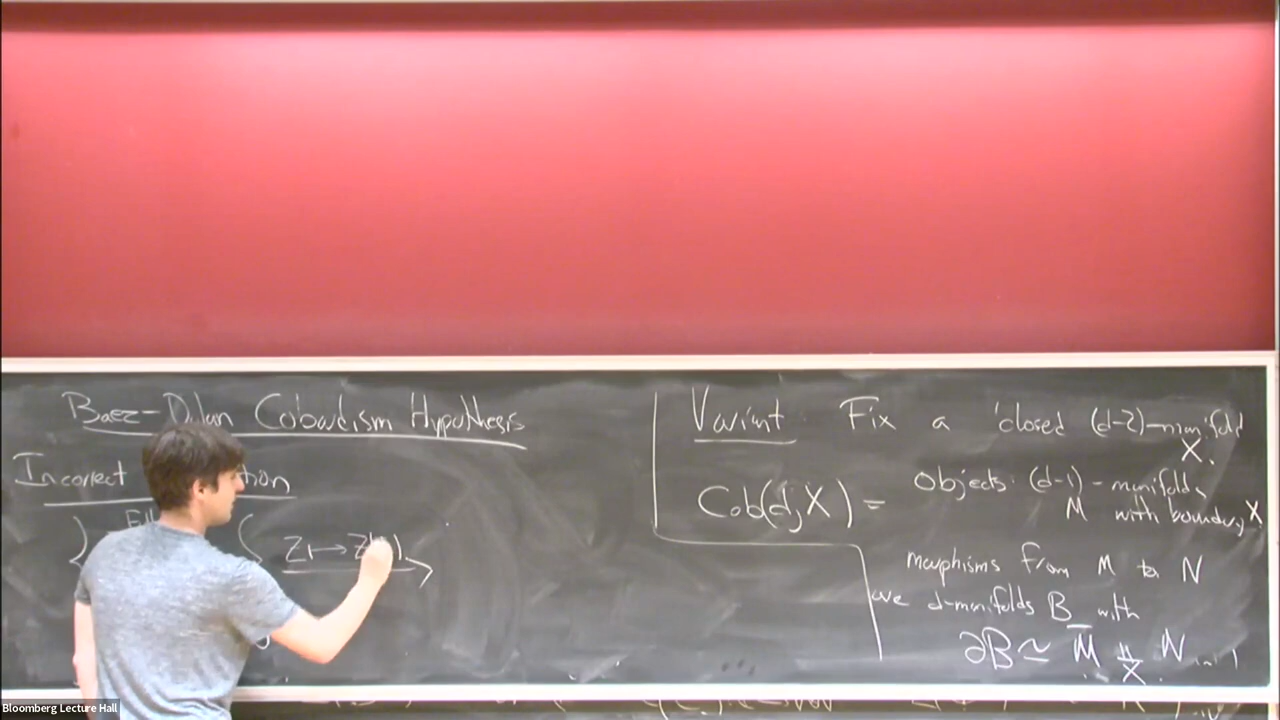 Baez-Dolan Cobordism Hypothesis
Incorrect
Z ↦ Z( )
Variant: Fix a closed (d-2)-manifold
X.
Cob(d,X) =
Objects: (d-1)-manifolds
M with boundary X
morphisms from M to N
are d-manifolds B with
∂B ≃ M̄ ⨿ N
X
Bloomberg Lecture Hall